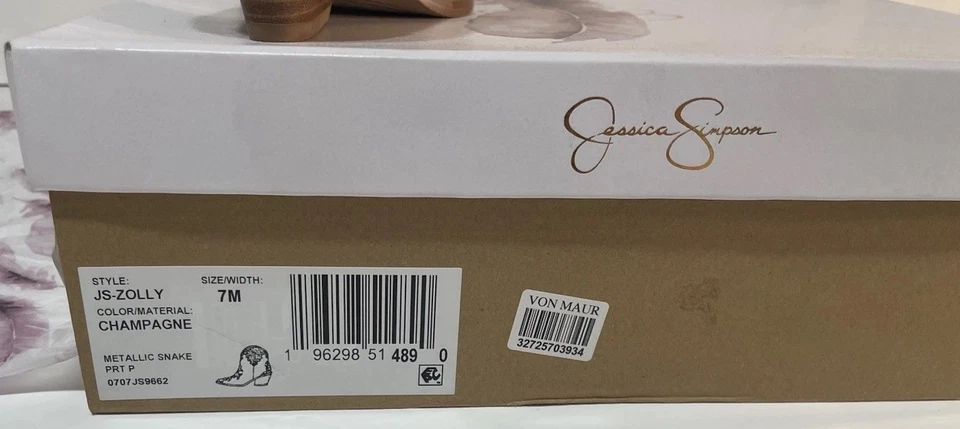 Jessica Simpson
STYLE:
JS-ZOLLY
SIZE/WIDTH:
7M
COLOR/MATERIAL:
CHAMPAGNE
METALLIC SNAKE
PRT P
0707JS9662
1 96298 51 489 0
VON MAUR
32725703934